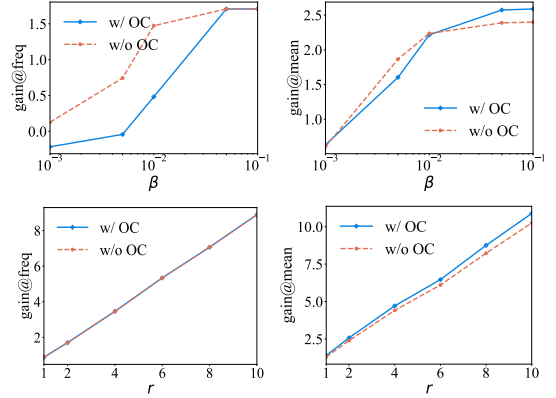 gain@freq
1.5
1.0
0.5
0.0
w/ OC
w/o OC
10⁻³
10⁻²
10⁻¹
β
gain@mean
2.5
2.0
1.5
1.0
w/ OC
w/o OC
10⁻³
10⁻²
10⁻¹
β
gain@freq
8
6
4
2
w/ OC
w/o OC
1 2 4 6 8 10
r
gain@mean
10.0
7.5
5.0
2.5
w/ OC
w/o OC
1 2 4 6 8 10
r